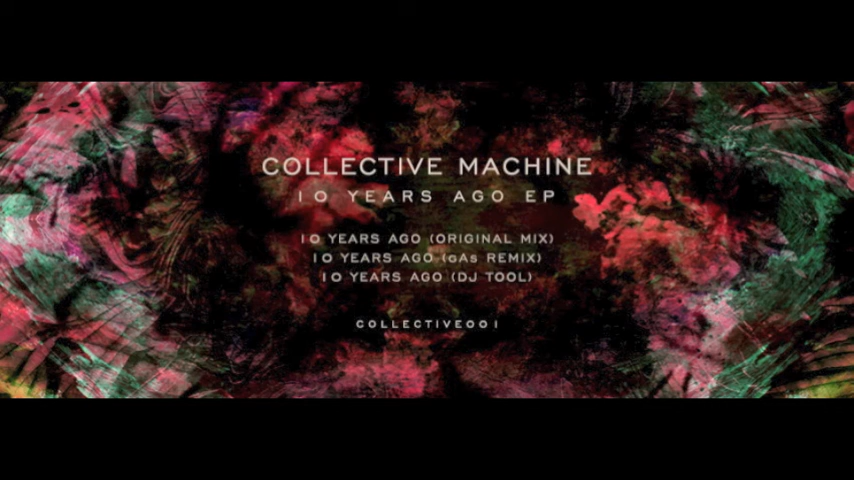 COLLECTIVE MACHINE
10 YEARS AGO EP
10 YEARS AGO (ORIGINAL MIX)
10 YEARS AGO (GAS REMIX)
10 YEARS AGO (DJ TOOL)
COLLECTIVE001